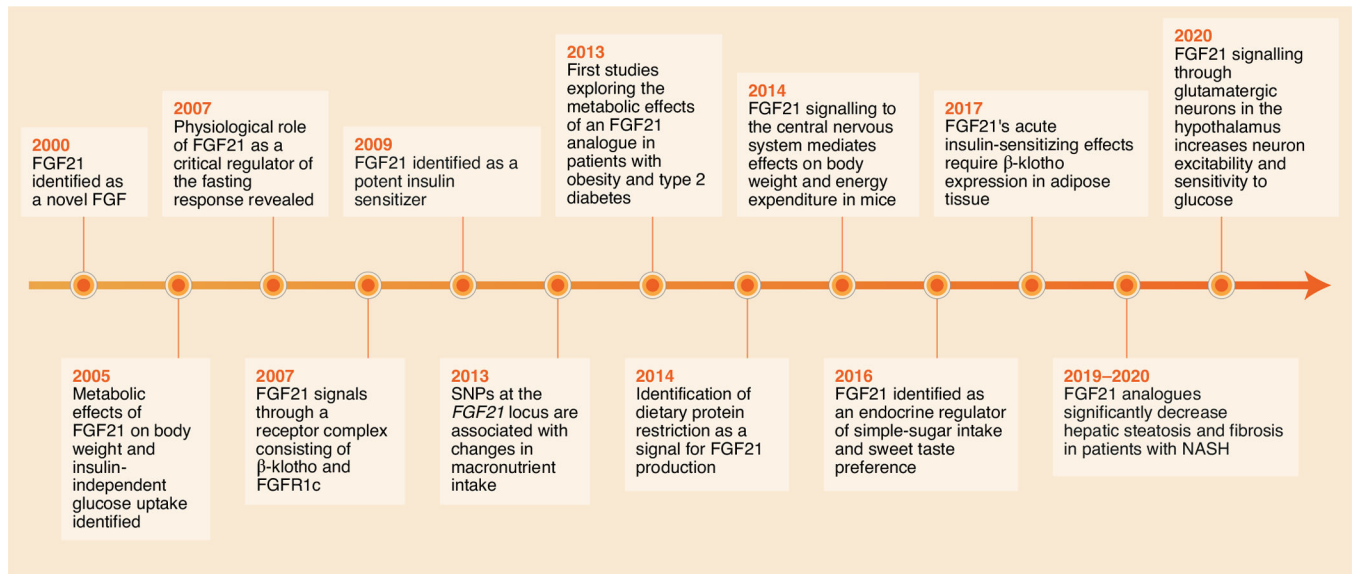 2000
FGF21
identified as
a novel FGF
2005
Metabolic
effects of
FGF21 on body
weight and
insulin-
independent
glucose uptake
identified
2007
Physiological role
of FGF21 as a
critical regulator of
the fasting
response revealed
2007
FGF21 signals
through a
receptor complex
consisting of
β-klotho and
FGFR1c
2009
FGF21 identified as a
potent insulin
sensitizer
2013
SNPs at the
FGF21 locus are
associated with
changes in
macronutrient
intake
2013
First studies
exploring the
metabolic effects
of an FGF21
analogue in
patients with
obesity and type 2
diabetes
2014
Identification of
dietary protein
restriction as a
signal for FGF21
production
2014
FGF21 signalling to
the central nervous
system mediates
effects on body
weight and energy
expenditure in mice
2016
FGF21 identified as
an endocrine regulator
of simple-sugar intake
and sweet taste
preference
2017
FGF21's acute
insulin-sensitizing effects
require β-klotho
expression in adipose
tissue
2019–2020
FGF21 analogues
significantly decrease
hepatic steatosis and fibrosis
in patients with NASH
2020
FGF21 signalling
through
glutamatergic
neurons in the
hypothalamus
increases neuron
excitability and
sensitivity to
glucose